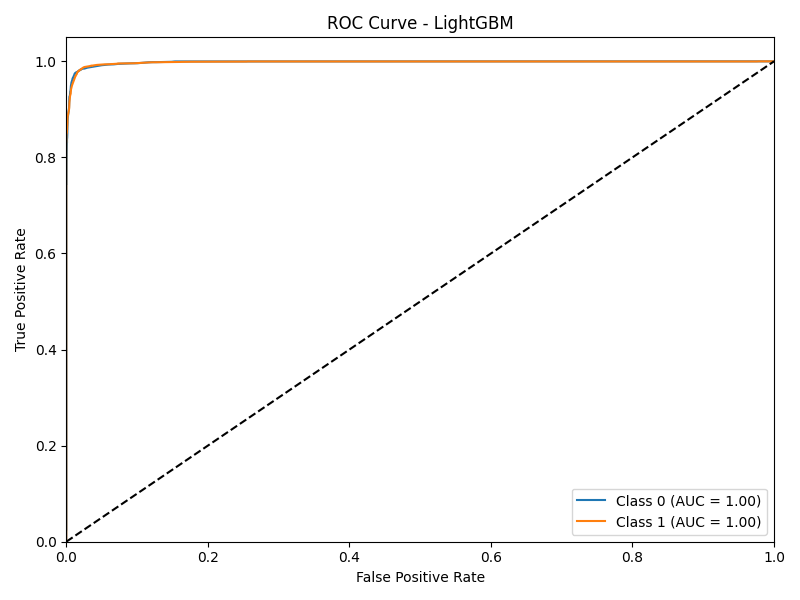 ROC Curve - LightGBM
True Positive Rate
1.0
0.8
0.6
0.4
0.2
0.0
0.0 0.2 0.4 0.6 0.8 1.0
False Positive Rate
Class 0 (AUC = 1.00)
Class 1 (AUC = 1.00)